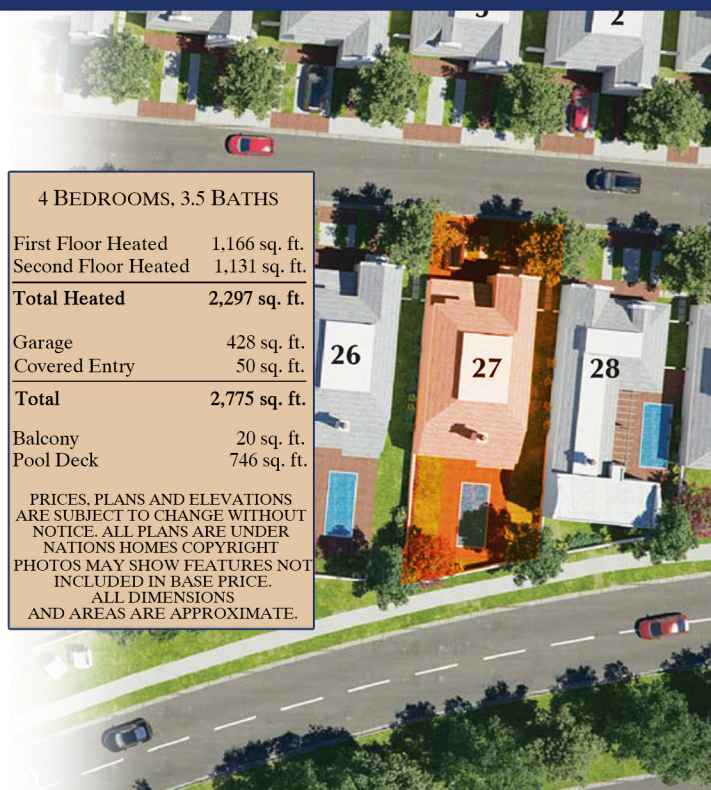 2
4 BEDROOMS, 3.5 BATHS
First Floor Heated 1,166 sq. ft.
Second Floor Heated 1,131 sq. ft.
Total Heated 2,297 sq. ft.
Garage 428 sq. ft.
Covered Entry 50 sq. ft.
Total 2,775 sq. ft.
Balcony 20 sq. ft.
Pool Deck 746 sq. ft.
PRICES, PLANS AND ELEVATIONS
ARE SUBJECT TO CHANGE WITHOUT
NOTICE. ALL PLANS ARE UNDER
NATIONS HOMES COPYRIGHT
PHOTOS MAY SHOW FEATURES NOT
INCLUDED IN BASE PRICE.
ALL DIMENSIONS
AND AREAS ARE APPROXIMATE.
26
27
28